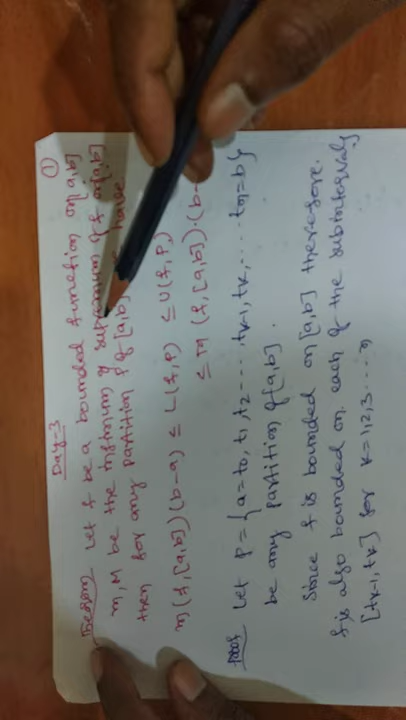 Day-3
①
Theorem Let f be a bounded function on [a,b]
m, M be the infimum & supremum of f on [a,b]
then for any partition P of [a,b] have
m(f,[a,b])(b-a) ≤ L(f,P) ≤ U(f,P)
≤ M(f,[a,b]).(b-
Proof Let P = {a=t0, t1, t2 ---- tk-1, tk, .... tn=b}
be any partition of [a,b].
Since f is bounded on [a,b] therefore.
f is also bounded on each of the subintervals
[tk-1, tk] for k=1,2,3....n